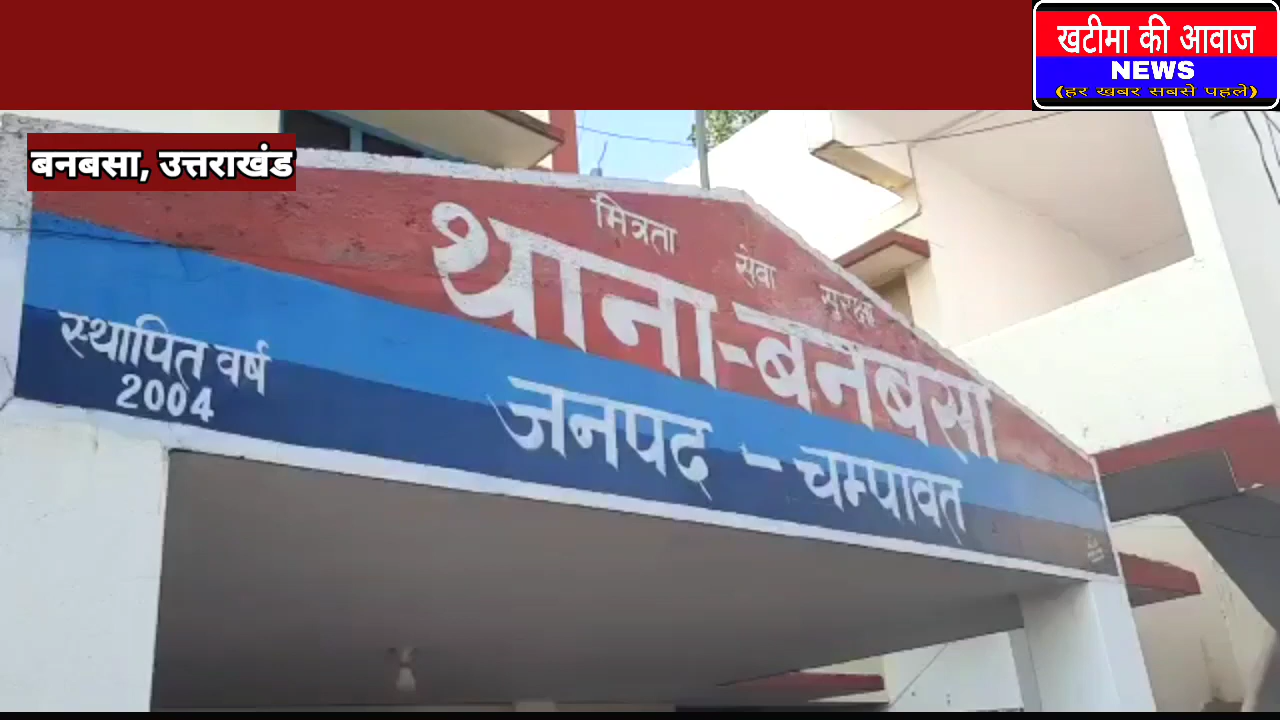 खटीमा की आवाज
NEWS
(हर खबर सबसे पहले)
बनबसा, उत्तराखंड
मित्रता सेवा सुरक्षा
थाना-बनबसा
स्थापित वर्ष
2004
जनपद - चम्पावत